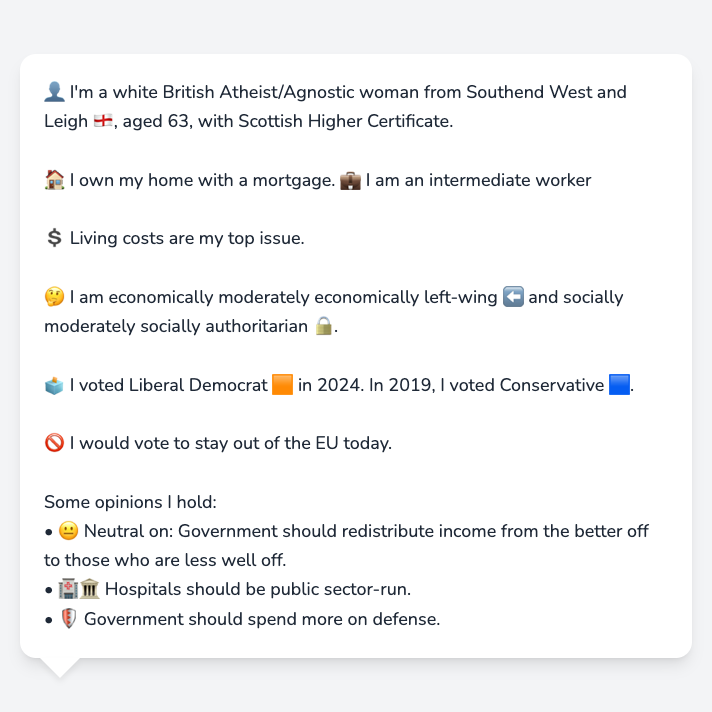 👤 I'm a white British Atheist/Agnostic woman from Southend West and
Leigh 🏴󠁧󠁢󠁥󠁮󠁧󠁿, aged 63, with Scottish Higher Certificate.
🏠 I own my home with a mortgage. 💼 I am an intermediate worker
💲 Living costs are my top issue.
🤔 I am economically moderately economically left-wing ⬅️ and socially
moderately socially authoritarian 🔒.
🗳️ I voted Liberal Democrat 🟧 in 2024. In 2019, I voted Conservative 🟦.
🚫 I would vote to stay out of the EU today.
Some opinions I hold:
• 😐 Neutral on: Government should redistribute income from the better off
to those who are less well off.
• 🏥🏛️ Hospitals should be public sector-run.
• 🛡️ Government should spend more on defense.